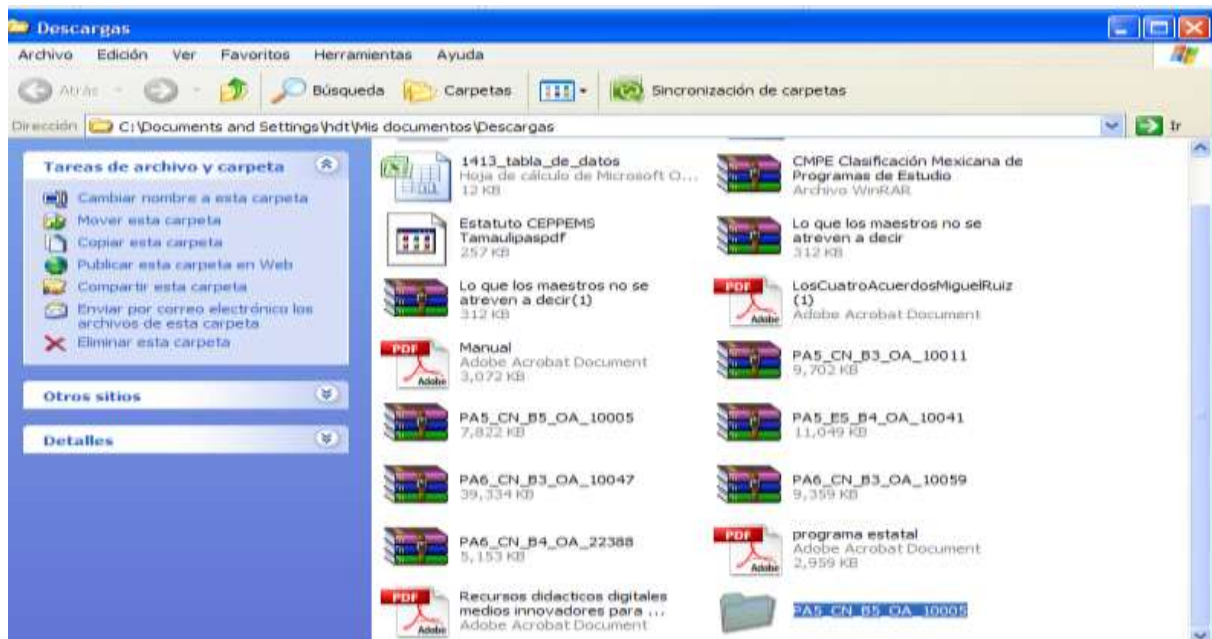 Descargas
Archivo Edición Ver Favoritos Herramientas Ayuda
Atrás Búsqueda Carpetas Sincronización de carpetas
Dirección C:\Documents and Settings\hdt\Mis documentos\Descargas Ir
Tareas de archivo y carpeta
Cambiar nombre a esta carpeta
Mover esta carpeta
Copiar esta carpeta
Publicar esta carpeta en Web
Compartir esta carpeta
Enviar por correo electrónico los
archivos de esta carpeta
Eliminar esta carpeta
Otros sitios
Detalles
1413_tabla_de_datos
Hoja de cálculo de Microsoft O...
12 KB
CMPE Clasificación Mexicana de
Programas de Estudio
Archivo WinRAR
Estatuto CEPPEMS
Tamaulipaspdf
257 KB
Lo que los maestros no se
atreven a decir
312 KB
Lo que los maestros no se
atreven a decir(1)
312 KB
PDF
Adobe
LosCuatroAcuerdosMiguelRuiz
(1)
Adobe Acrobat Document
PDF
Adobe
Manual
Adobe Acrobat Document
3,072 KB
PA5_CN_B3_OA_10011
9,702 KB
PA5_CN_B5_OA_10005
7,822 KB
PA5_ES_B4_OA_10041
11,049 KB
PA6_CN_B3_OA_10047
39,334 KB
PA6_CN_B3_OA_10059
9,359 KB
PA6_CN_B4_OA_22388
5,153 KB
PDF
Adobe
programa estatal
Adobe Acrobat Document
2,959 KB
PDF
Adobe
Recursos didacticos digitales
medios innovadores para ...
Adobe Acrobat Document
PA5_CN_B5_OA_10005